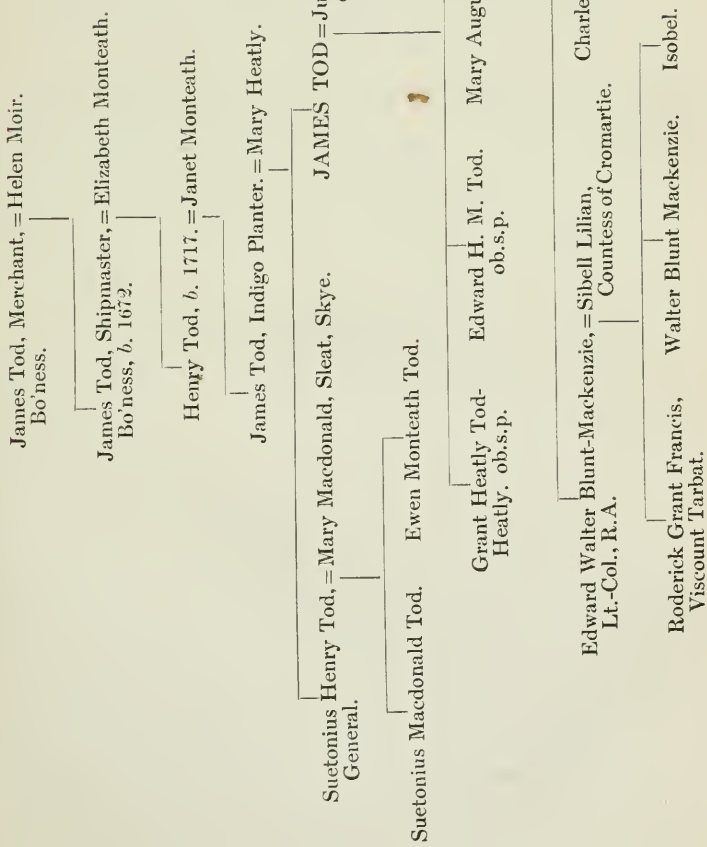 James Tod, Merchant, = Helen Moir.
Bo'ness.
James Tod, Shipmaster, = Elizabeth Monteath.
Bo'ness, b. 1672.
Henry Tod, b. 1717. = Janet Monteath.
James Tod, Indigo Planter. = Mary Heatly.
Suetonius Henry Tod, = Mary Macdonald, Sleat, Skye.
General.
JAMES TOD =
Suetonius Macdonald Tod.
Ewen Monteath Tod.
Grant Heatly Tod-
Heatly. ob.s.p.
Edward H. M. Tod.
ob.s.p.
Mary
Edward Walter Blunt-Mackenzie, = Sibell Lilian,
Lt.-Col., R.A.
Countess of Cromartie.
Roderick Grant Francis,
Viscount Tarbat.
Walter Blunt Mackenzie.
Isobel.